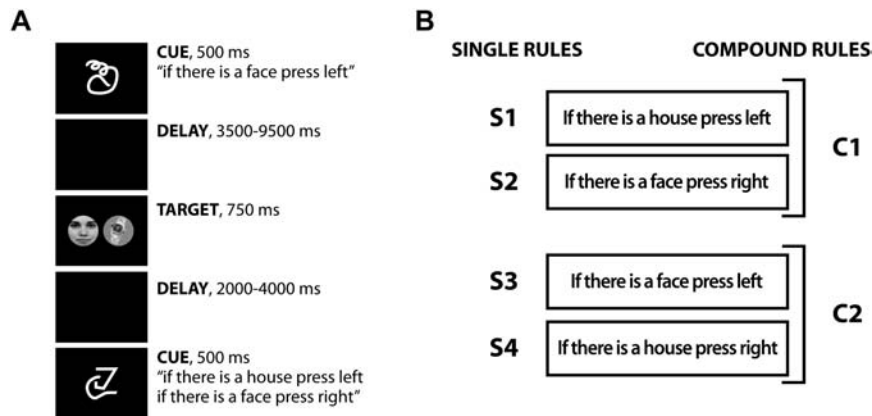 A
CUE, 500 ms
“if there is a face press left”
DELAY, 3500-9500 ms
TARGET, 750 ms
DELAY, 2000-4000 ms
CUE, 500 ms
“if there is a house press left
if there is a face press right”
B
SINGLE RULES
COMPOUND RULES
S1
If there is a house press left
S2
If there is a face press right
C1
S3
If there is a face press left
S4
If there is a house press right
C2